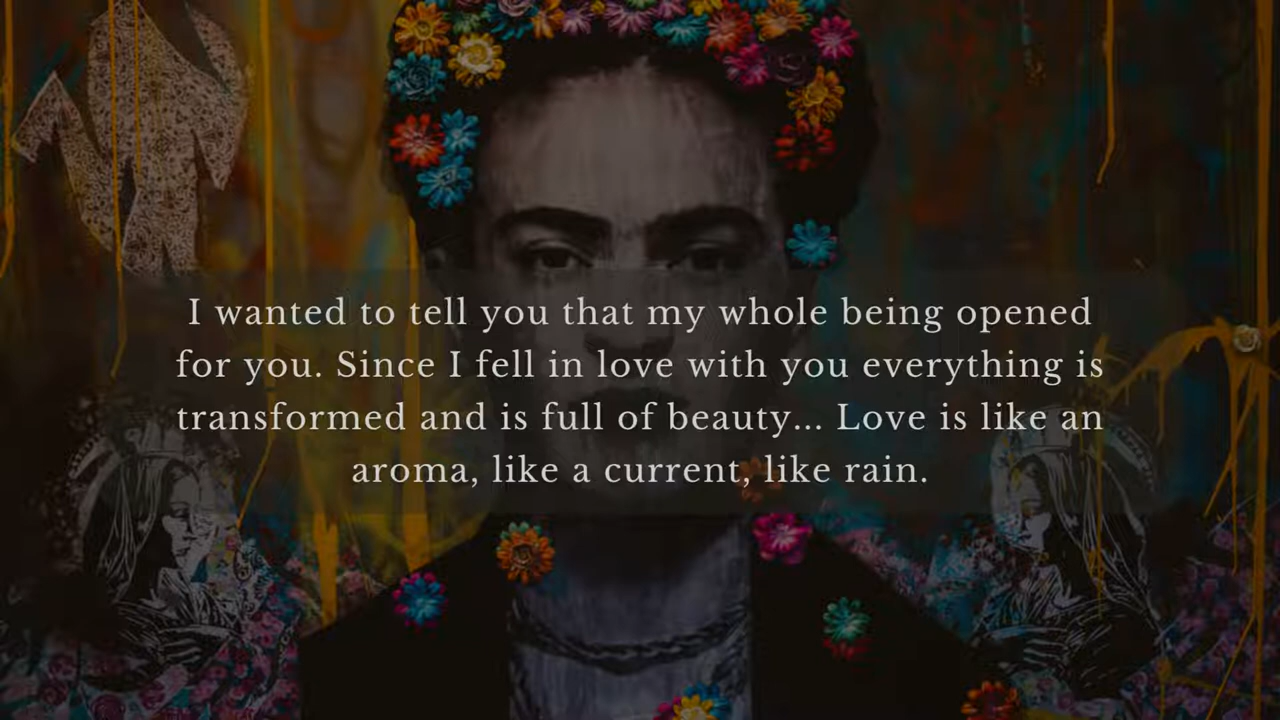 I wanted to tell you that my whole being opened
for you. Since I fell in love with you everything is
transformed and is full of beauty... Love is like an
aroma, like a current, like rain.